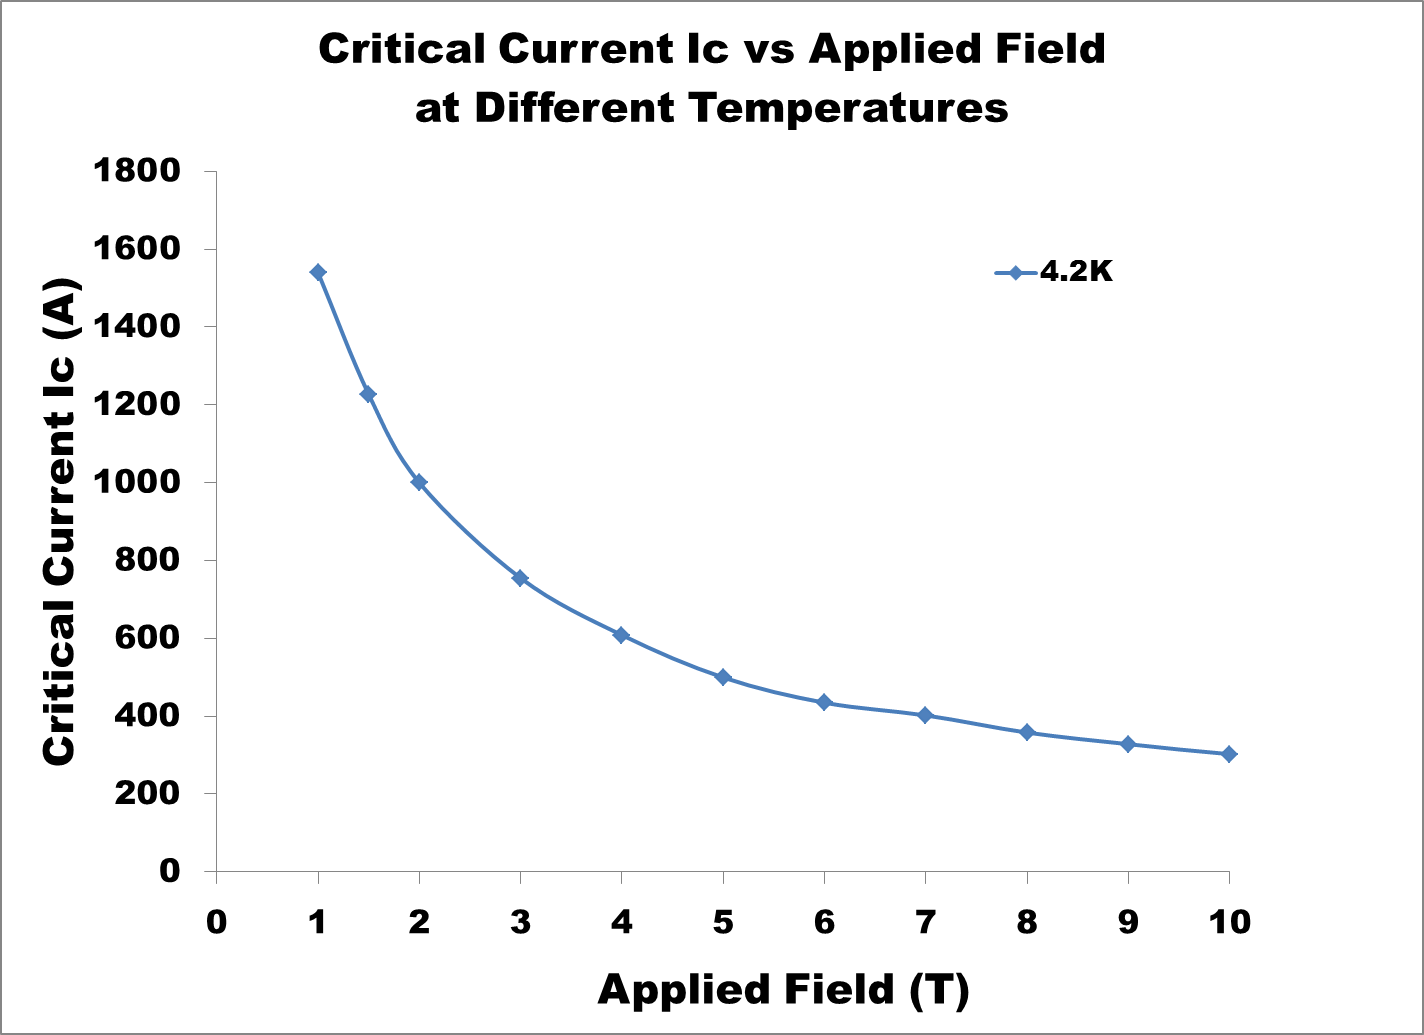 Critical Current Ic vs Applied Field
at Different Temperatures
1800
1600
1400
1200
1000
800
600
400
200
0
Critical Current Ic (A)
4.2K
0 1 2 3 4 5 6 7 8 9 10
Applied Field (T)